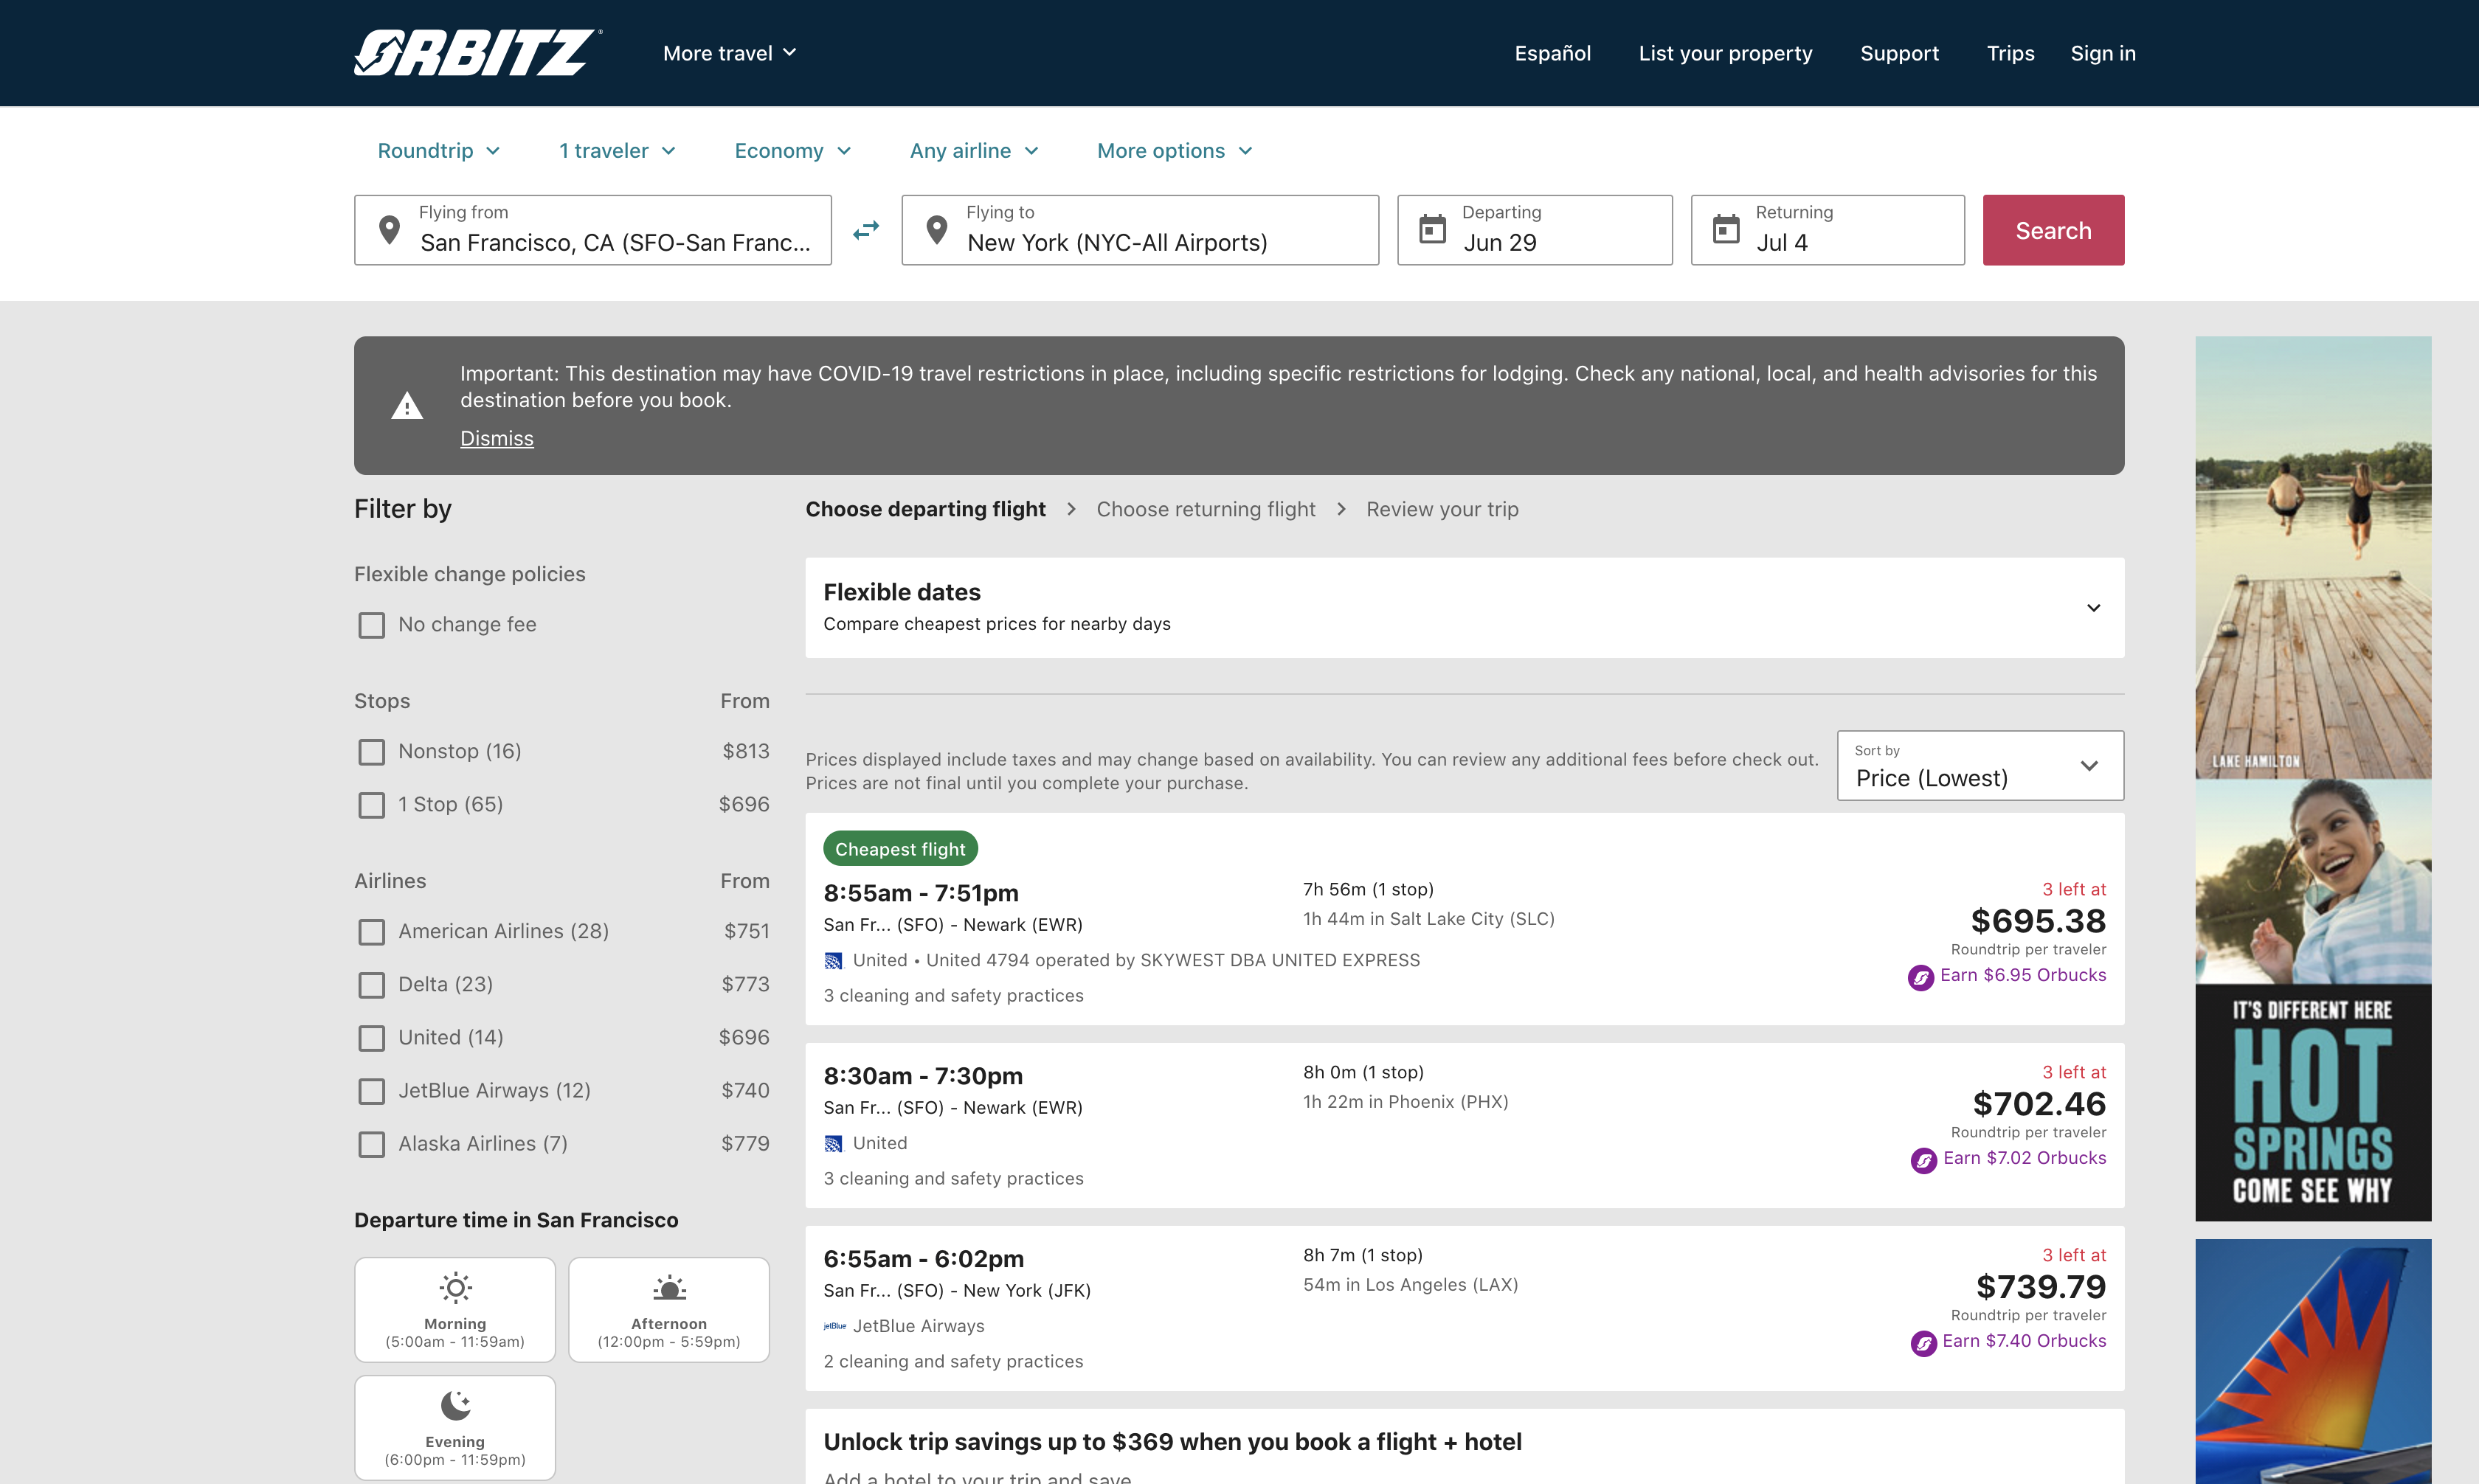 ORBITZ
More travel
Español
List your property
Support
Trips
Sign in
Roundtrip
1 traveler
Economy
Any airline
More options
Flying from
San Francisco, CA (SFO-San Franc...
Flying to
New York (NYC-All Airports)
Departing
Jun 29
Returning
Jul 4
Search
Important: This destination may have COVID-19 travel restrictions in place, including specific restrictions for lodging. Check any national, local, and health advisories for this
destination before you book.
Dismiss
Filter by
Flexible change policies
No change fee
Stops From
Nonstop (16) $813
1 Stop (65) $696
Airlines From
American Airlines (28) $751
Delta (23) $773
United (14) $696
JetBlue Airways (12) $740
Alaska Airlines (7) $779
Departure time in San Francisco
Morning
(5:00am - 11:59am)
Afternoon
(12:00pm - 5:59pm)
Evening
(6:00pm - 11:59pm)
Choose departing flight
Choose returning flight
Review your trip
Flexible dates
Compare cheapest prices for nearby days
Prices displayed include taxes and may change based on availability. You can review any additional fees before check out.
Prices are not final until you complete your purchase.
Sort by
Price (Lowest)
Cheapest flight
8:55am - 7:51pm
San Fr... (SFO) - Newark (EWR)
United • United 4794 operated by SKYWEST DBA UNITED EXPRESS
3 cleaning and safety practices
7h 56m (1 stop)
1h 44m in Salt Lake City (SLC)
3 left at
$695.38
Roundtrip per traveler
Earn $6.95 Orbucks
8:30am - 7:30pm
San Fr... (SFO) - Newark (EWR)
United
3 cleaning and safety practices
8h 0m (1 stop)
1h 22m in Phoenix (PHX)
3 left at
$702.46
Roundtrip per traveler
Earn $7.02 Orbucks
6:55am - 6:02pm
San Fr... (SFO) - New York (JFK)
jetBlue JetBlue Airways
2 cleaning and safety practices
8h 7m (1 stop)
54m in Los Angeles (LAX)
3 left at
$739.79
Roundtrip per traveler
Earn $7.40 Orbucks
Unlock trip savings up to $369 when you book a flight + hotel
Add a hotel to your trip and save
LAKE HAMILTON
IT'S DIFFERENT HERE
HOT
SPRINGS
COME SEE WHY